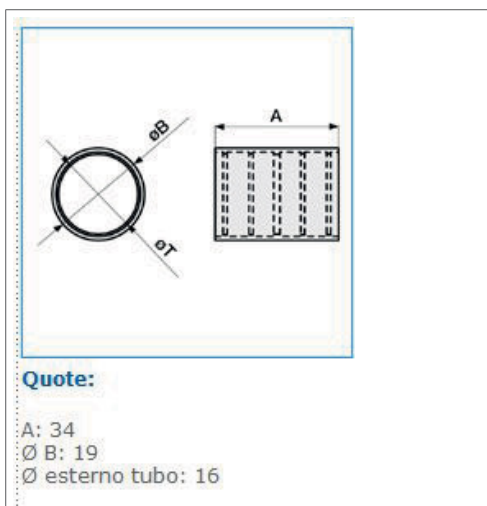 A
øB
øT
Quote:
A: 34
Ø B: 19
Ø esterno tubo: 16